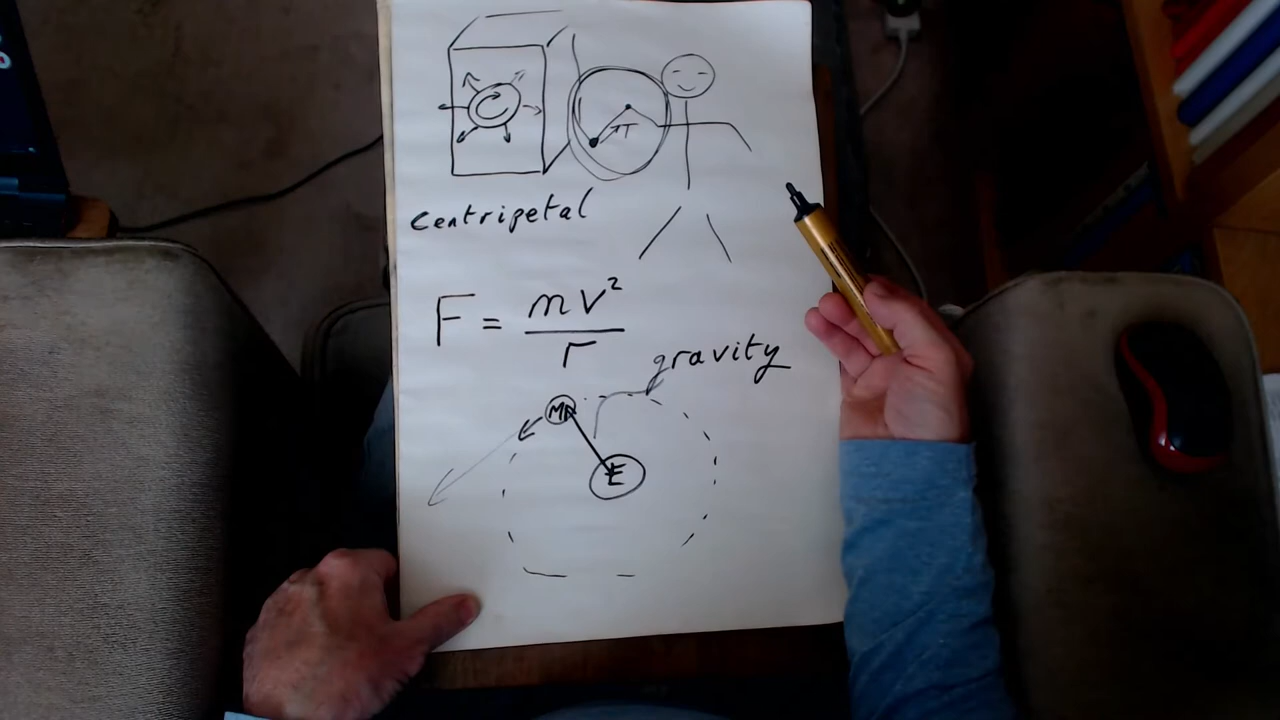 T
centripetal
F = mv²/r
gravity
M
E